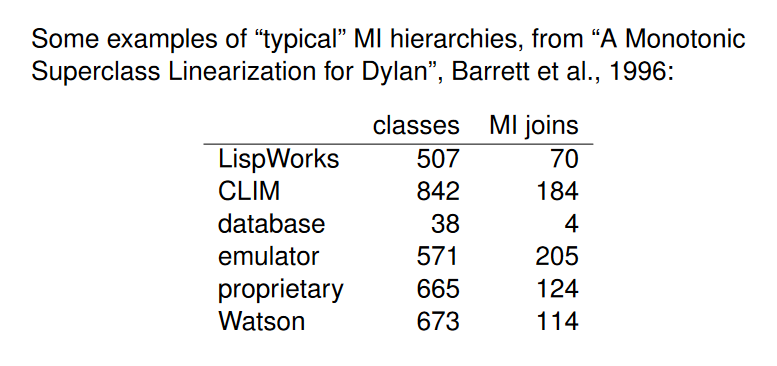 Some examples of “typical” MI hierarchies, from “A Monotonic
Superclass Linearization for Dylan”, Barrett et al., 1996:
classes MI joins
LispWorks 507 70
CLIM 842 184
database 38 4
emulator 571 205
proprietary 665 124
Watson 673 114